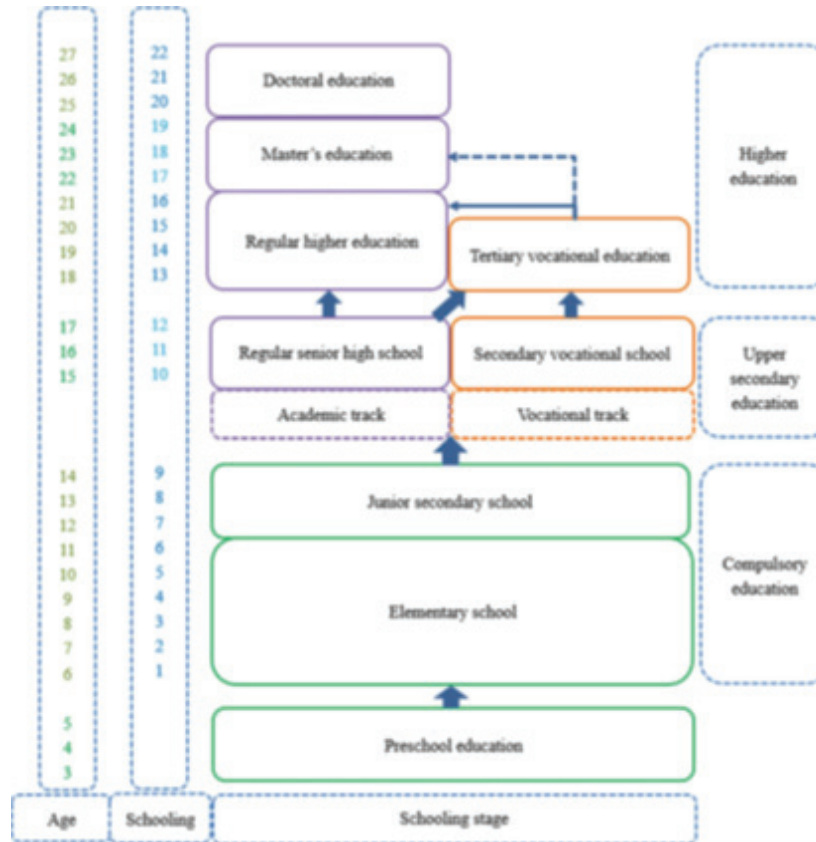 27
22
26
21
Doctoral education
25
20
24
19
23
18
Master's education
Higher
education
22
17
21
16
20
15
Regular higher education
Tertiary vocational education
19
14
18
13
17
12
16
11
Regular senior high school
Secondary vocational school
Upper
secondary
education
15
10
Academic track
Vocational track
14
9
13
8
Junior secondary school
12
7
11
6
10
5
Compulsory
education
9
4
Elementary school
8
3
7
2
6
1
5
4
Preschool education
3
Age
Schooling
Schooling stage